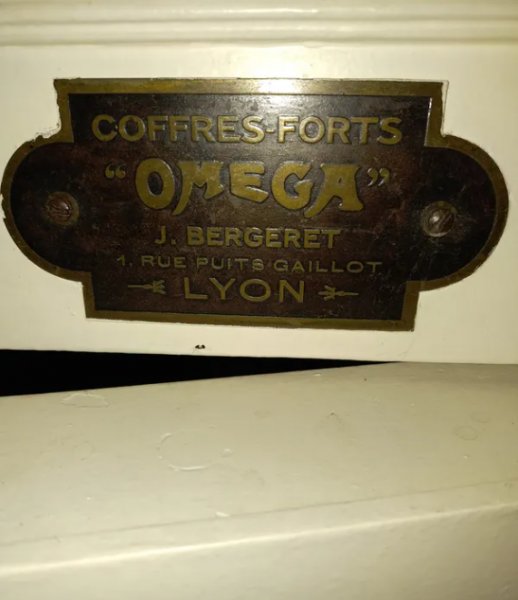 COFFRES-FORTS
"OMEGA"
J. BERGERET
1. RUE PUITS GAILLOT
LYON